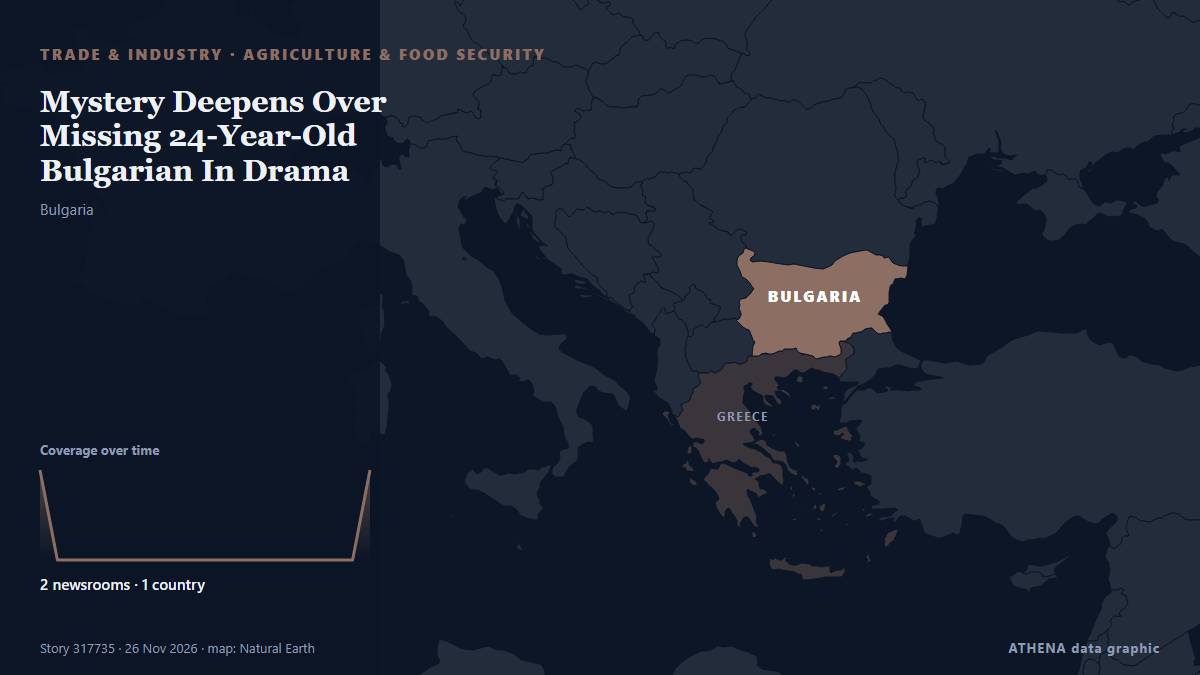 TRADE & INDUSTRY · AGRICULTURE & FOOD SECURITY
Mystery Deepens Over
Missing 24-Year-Old
Bulgarian In Drama
Bulgaria
BULGARIA
GREECE
Coverage over time
2 newsrooms · 1 country
Story 317735 · 26 Nov 2026 · map: Natural Earth
ATHENA data graphic